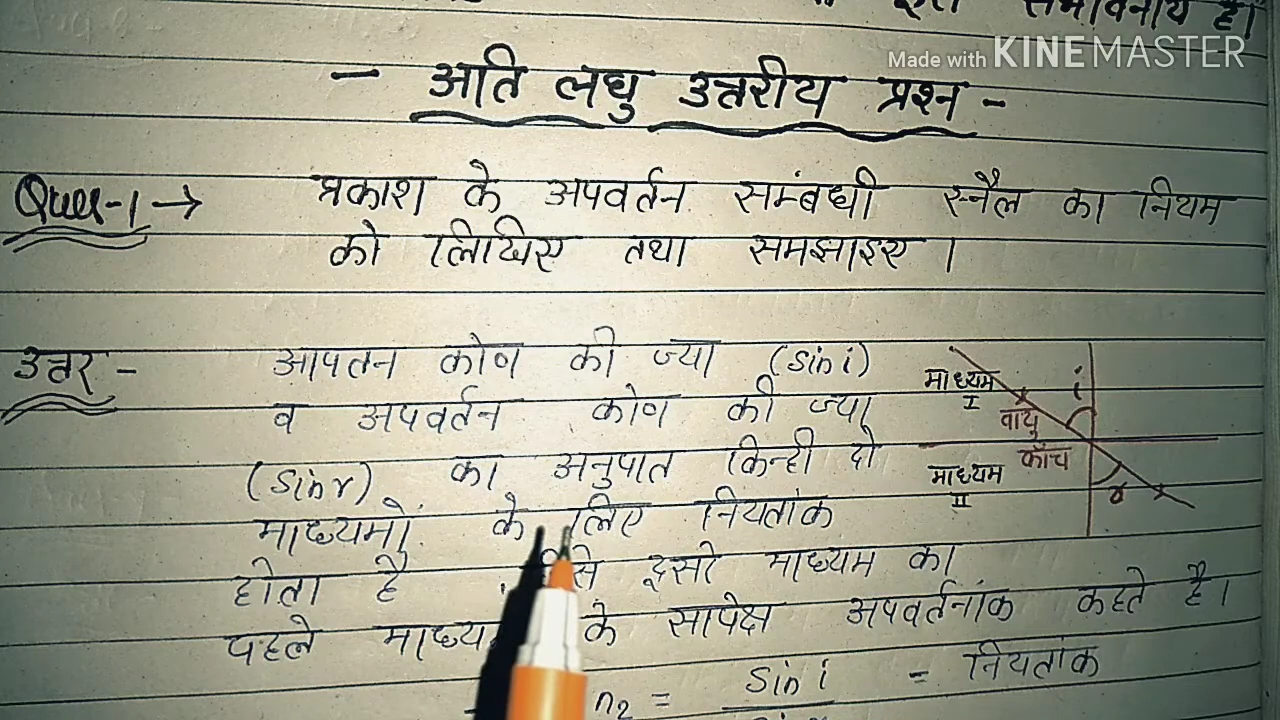 Made with KINEMASTER
- अति लघु उत्तरीय प्रश्न -
Ques-1 → प्रकाश के अपवर्तन सम्बंधी स्नैल का नियम
को लिखिए तथा समझाइए ।
उत्तर - आपतन कोण की ज्या (sin i)
व अपवर्तन कोण की ज्या
(sin r) का अनुपात किन्ही दो
माध्यमों के लिए नियतांक
होता है इसे दूसरे माध्यम का
पहले के सापेक्ष अपवर्तनांक कहते है।
n₂ = sin i = नियतांक
माध्यम I
i
वायु
काँच
माध्यम II
r